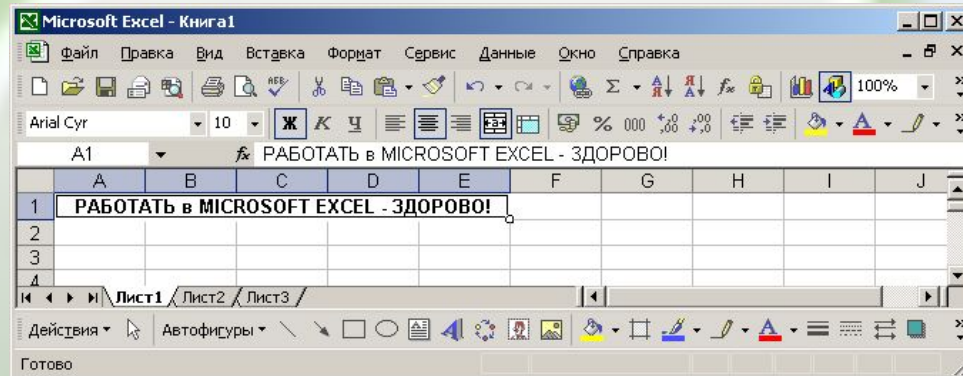 Microsoft Excel - Книга1
Файл Правка Вид Вставка Формат Сервис Данные Окно Справка
100%
Arial Cyr 10 Ж К Ч % 000
A1 fx РАБОТАТЬ в MICROSOFT EXCEL - ЗДОРОВО!
A B C D E F G H I J
1 РАБОТАТЬ в MICROSOFT EXCEL - ЗДОРОВО!
2
3
4
Лист1 Лист2 Лист3
Действия Автофигуры
Готово